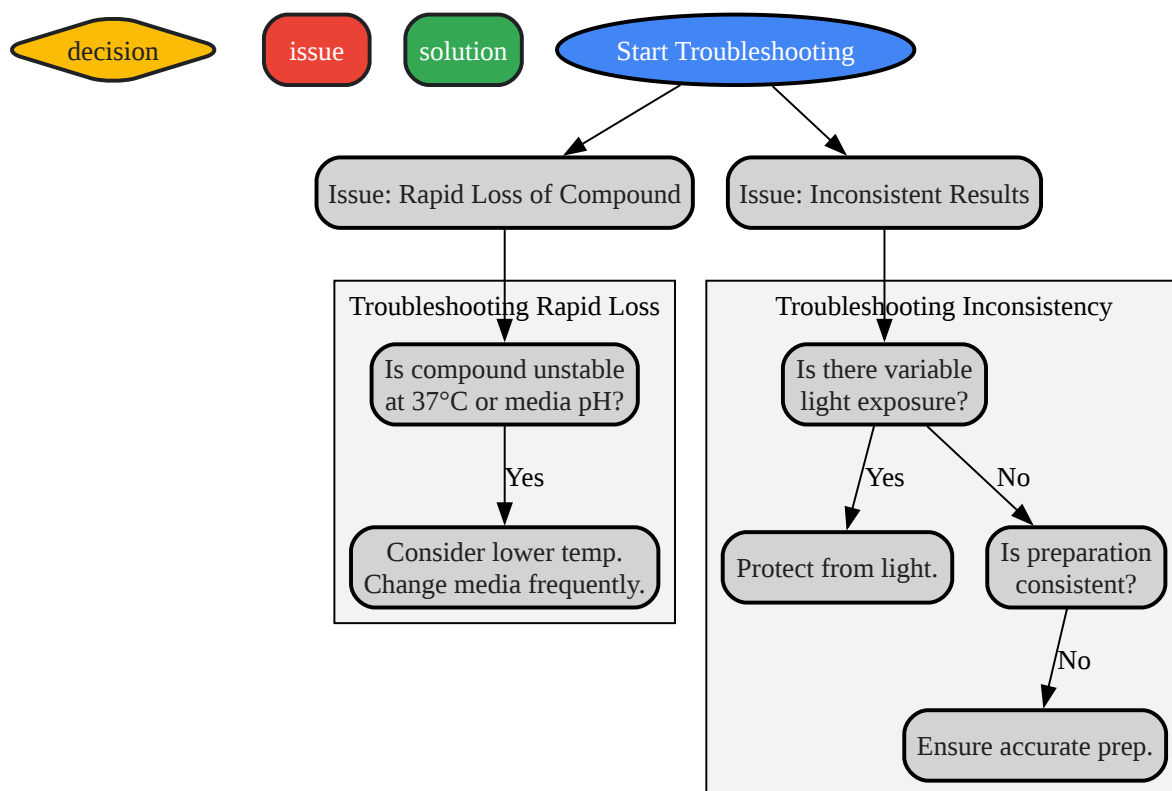 decision
issue
solution
Start Troubleshooting
Issue: Rapid Loss of Compound
Issue: Inconsistent Results
Troubleshooting Rapid Loss
Is compound unstable
at 37°C or media pH?
Yes
Consider lower temp.
Change media frequently.
Troubleshooting Inconsistency
Is there variable
light exposure?
Yes
No
Protect from light.
Is preparation
consistent?
No
Ensure accurate prep.